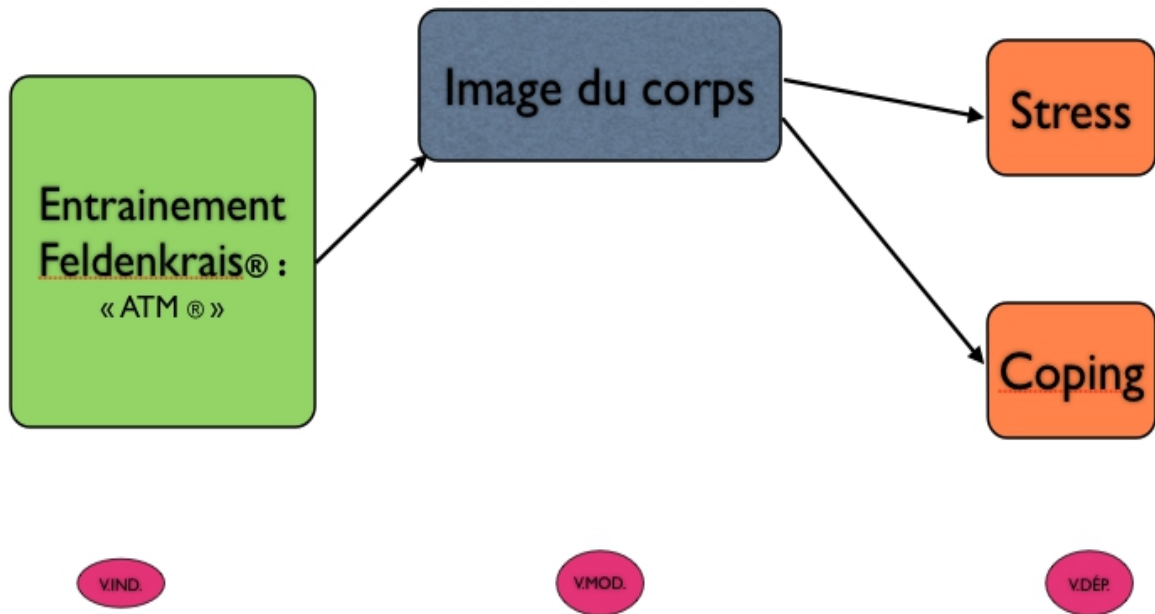 Entrainement
Feldenkrais® :
« ATM ® »
Image du corps
Stress
Coping
V.IND.
V.MOD.
V.DÉP.